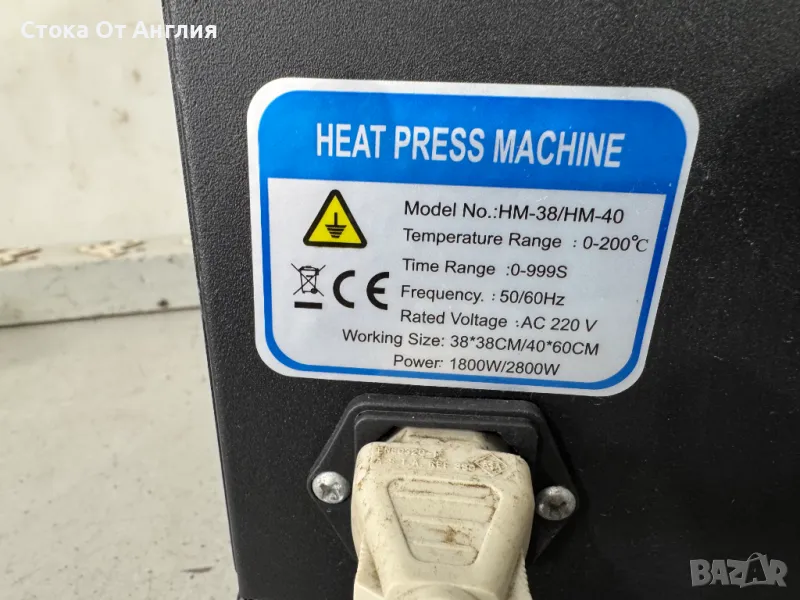 Стока От Англия
HEAT PRESS MACHINE
Model No.:HM-38/HM-40
Temperature Range : 0-200℃
Time Range :0-999S
Frequency. : 50/60Hz
Rated Voltage :AC 220 V
Working Size: 38*38CM/40*60CM
Power: 1800W/2800W
CE
BAZAR